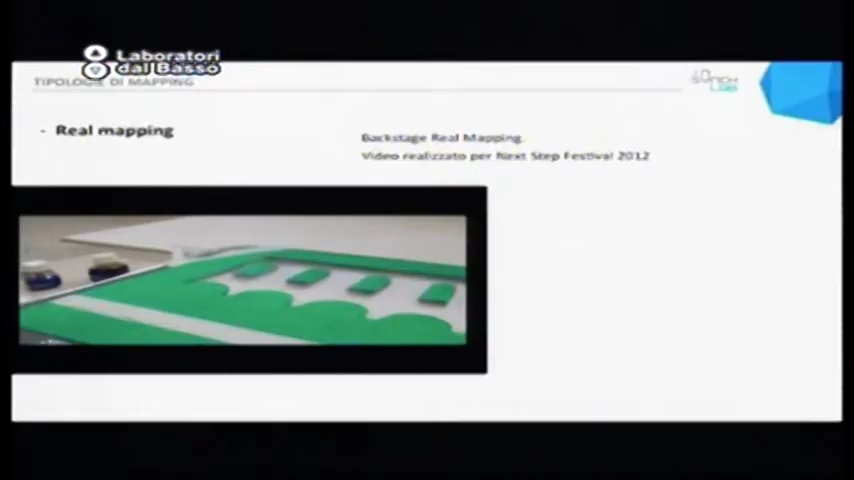 Laboratori
dal Basso
TIPOLOGIE DI MAPPING
- Real mapping
Backstage Real Mapping
Video realizzato per Next Step Festival 2012